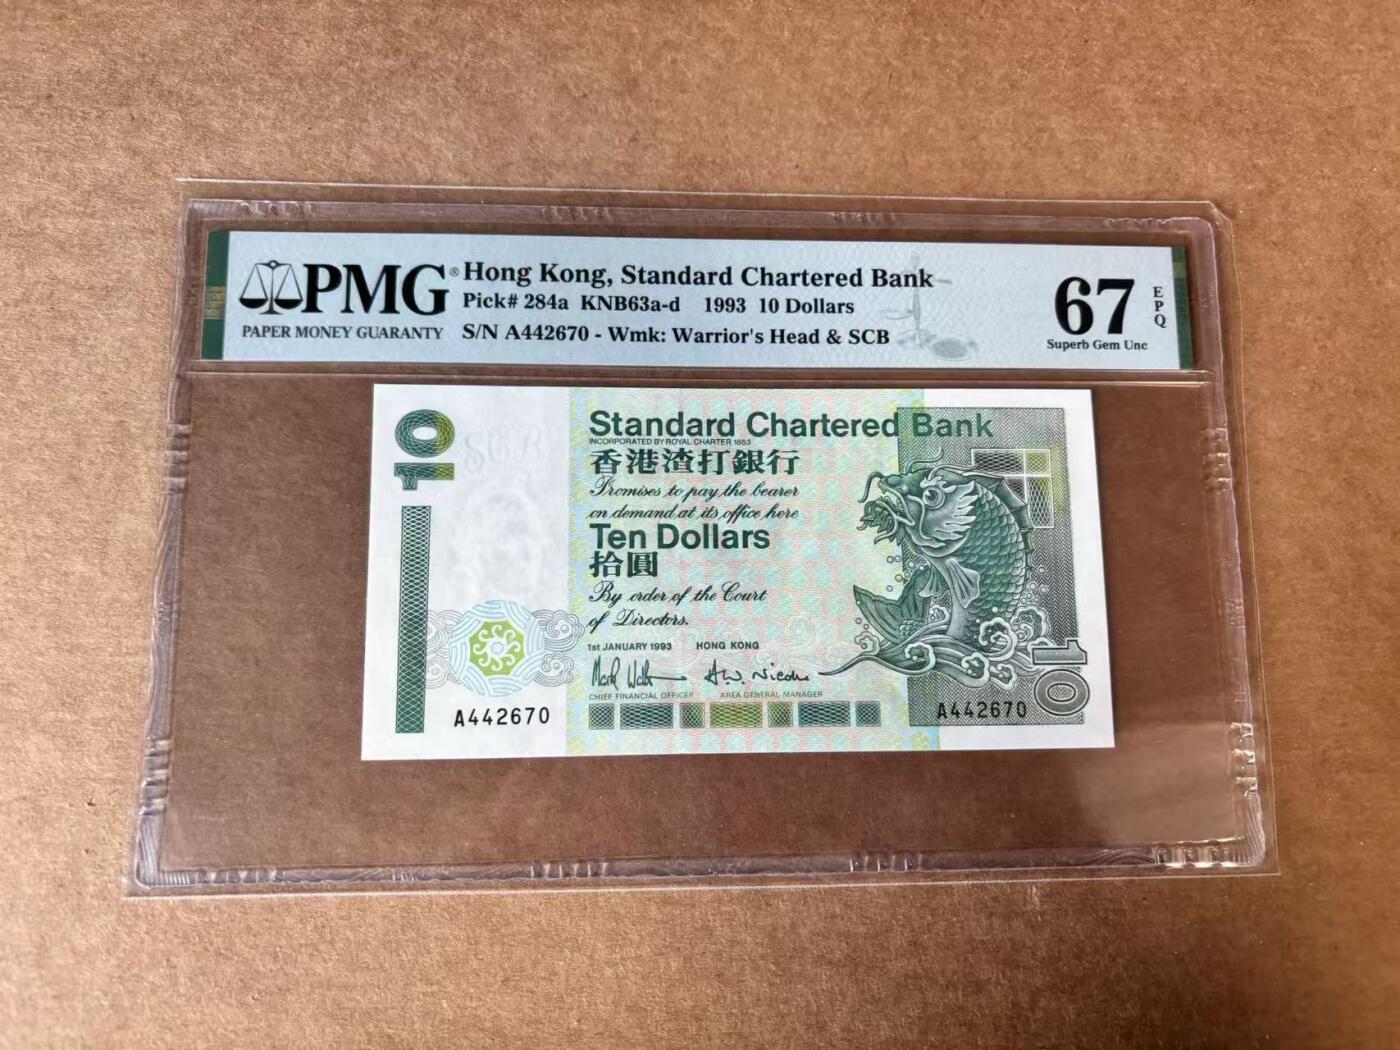 PMG®
PAPER MONEY GUARANTY
Hong Kong, Standard Chartered Bank
Pick# 284a KNB63a-d 1993 10 Dollars
S/N A442670 - Wmk: Warrior's Head & SCB
67
EPQ
Superb Gem Unc
10
SCB
Standard Chartered Bank
INCORPORATED BY ROYAL CHARTER 1853
香港渣打銀行
Promises to pay the bearer
on demand at its office here
Ten Dollars
拾圓
By order of the Court
of Directors.
1st JANUARY 1993 HONG KONG
CHIEF FINANCIAL OFFICER AREA GENERAL MANAGER
A442670
A442670
10